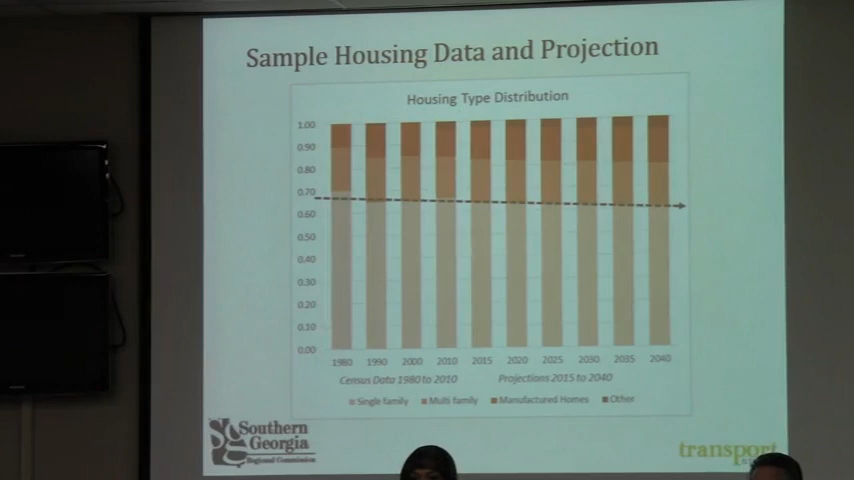 Sample Housing Data and Projection
Housing Type Distribution
1.00
0.90
0.80
0.70
0.60
0.50
0.40
0.30
0.20
0.10
0.00
1980 1990 2000 2010 2015 2020 2025 2030 2035 2040
Census Data 1980 to 2010 Projections 2015 to 2040
Single family Multi family Manufactured Homes Other
Southern
Georgia
Regional Commission
transport